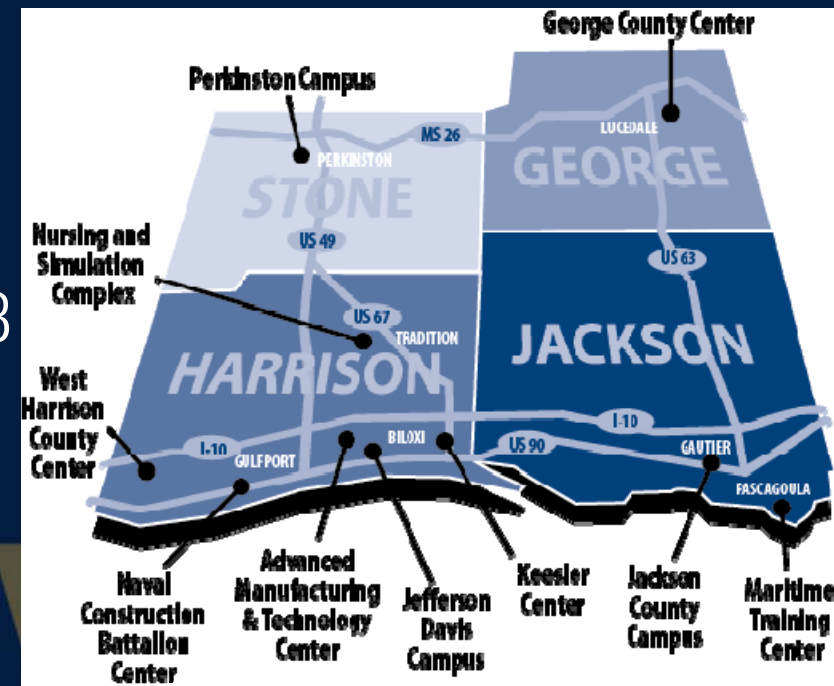 George County Center
Perkinston Campus
MS 26
LUCEDALE
PERKINSTON
GEORGE
STONE
Nursing and
Simulation
Complex
US 49
US 63
3
US 67
TRADITION
JACKSON
HARRISON
West
Harrison
County
Center
I-10
BILOXI
US 90
I-10
GAUTIER
GULFPORT
PASCAGOULA
Naval
Construction
Battalion
Center
Advanced
Manufacturing
& Technology
Center
Jefferson
Davis
Campus
Keesler
Center
Jackson
County
Campus
Maritime
Training
Center